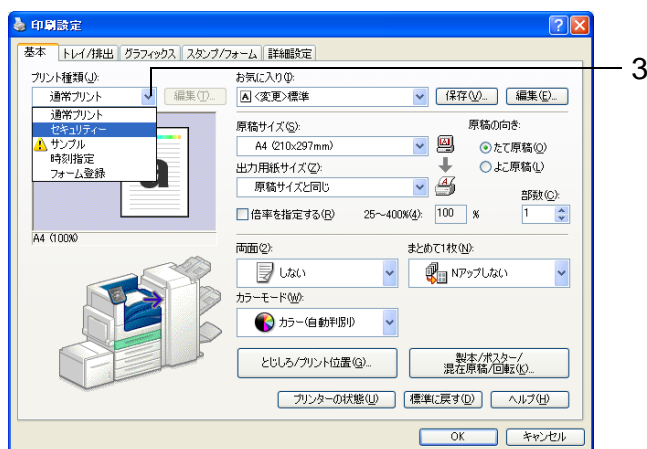 印刷設定
基本 トレイ/排出 グラフィックス スタンプ/フォーム 詳細設定
プリント種類(J):
通常プリント 編集(T)...
通常プリント
セキュリティー
サンプル
時刻指定
フォーム登録
A4 (100%)
お気に入り(I):
<変更>標準 保存(V)... 編集(E)...
3
原稿サイズ(S):
A4 (210x297mm)
出力用紙サイズ(Z):
原稿サイズと同じ
原稿の向き:
たて原稿(O)
よこ原稿(L)
倍率を指定する(R) 25~400%(4): 100 %
部数(C):
1
両面(2):
しない
まとめて1枚(N):
Nアップしない
カラーモード(W):
カラー(自動判別)
とじしろ/プリント位置(G)...
製本/ポスター/
混在原稿/回転(K)...
プリンターの状態(U) 標準に戻す(D) ヘルプ(H)
OK キャンセル